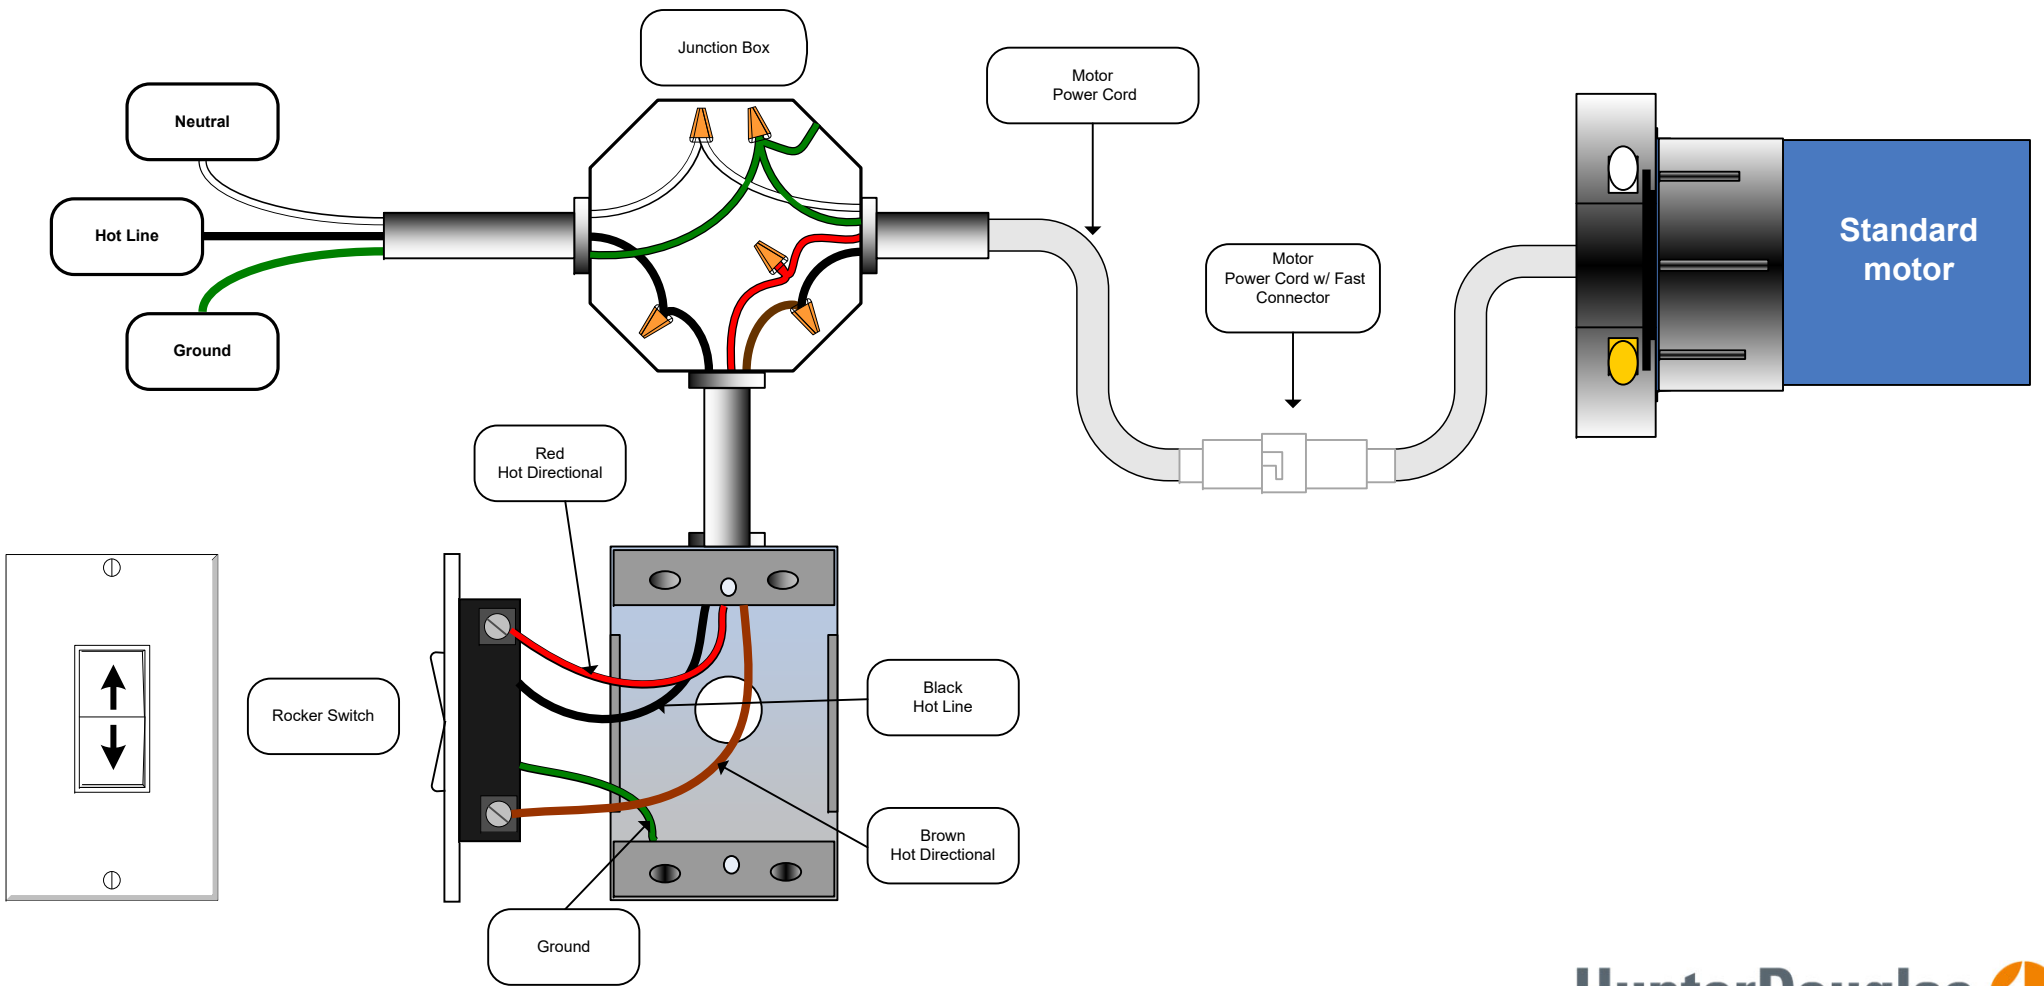 Junction Box
Motor
Power Cord
Neutral
Hot Line
Ground
Standard
motor
Motor
Power Cord w/ Fast
Connector
Red
Hot Directional
Rocker Switch
Black
Hot Line
Brown
Hot Directional
Ground
HunterDouglas